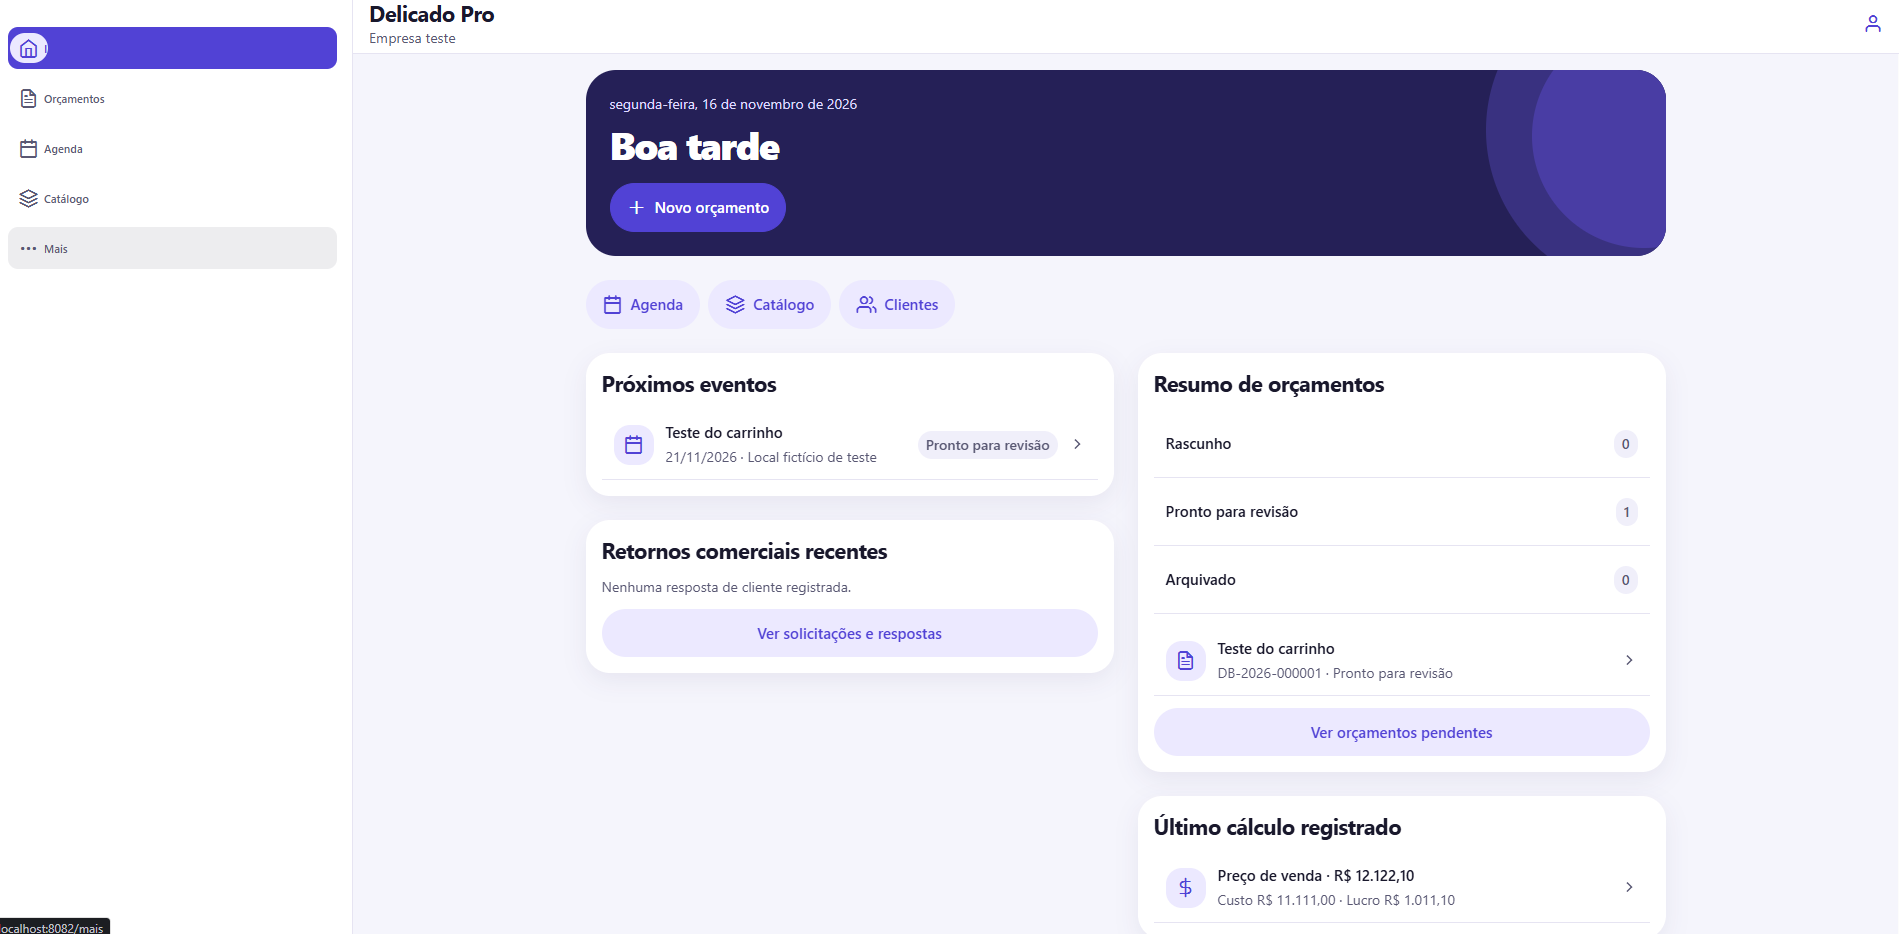 Orçamentos
Agenda
Catálogo
Mais
Delicado Pro
Empresa teste
segunda-feira, 16 de novembro de 2026
Boa tarde
Novo orçamento
Agenda
Catálogo
Clientes
Próximos eventos
Teste do carrinho
21/11/2026 · Local fictício de teste
Pronto para revisão
Retornos comerciais recentes
Nenhuma resposta de cliente registrada.
Ver solicitações e respostas
Resumo de orçamentos
Rascunho 0
Pronto para revisão 1
Arquivado 0
Teste do carrinho
DB-2026-000001 · Pronto para revisão
Ver orçamentos pendentes
Último cálculo registrado
Preço de venda · R$ 12.122,10
Custo R$ 11.111,00 · Lucro R$ 1.011,10
ocalhost:8082/mais